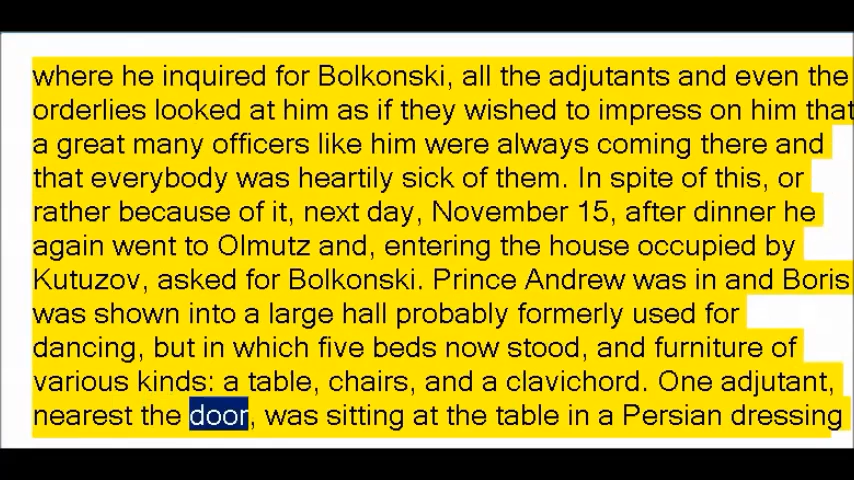 where he inquired for Bolkonski, all the adjutants and even the
orderlies looked at him as if they wished to impress on him that
a great many officers like him were always coming there and
that everybody was heartily sick of them. In spite of this, or
rather because of it, next day, November 15, after dinner he
again went to Olmutz and, entering the house occupied by
Kutuzov, asked for Bolkonski. Prince Andrew was in and Boris
was shown into a large hall probably formerly used for
dancing, but in which five beds now stood, and furniture of
various kinds: a table, chairs, and a clavichord. One adjutant,
nearest the door, was sitting at the table in a Persian dressing